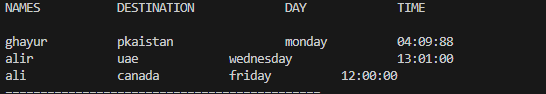 NAMES DESTINATION DAY TIME
ghayur pkaistan monday 04:09:88
alir uae wednesday 13:01:00
ali canada friday 12:00:00
=============================================